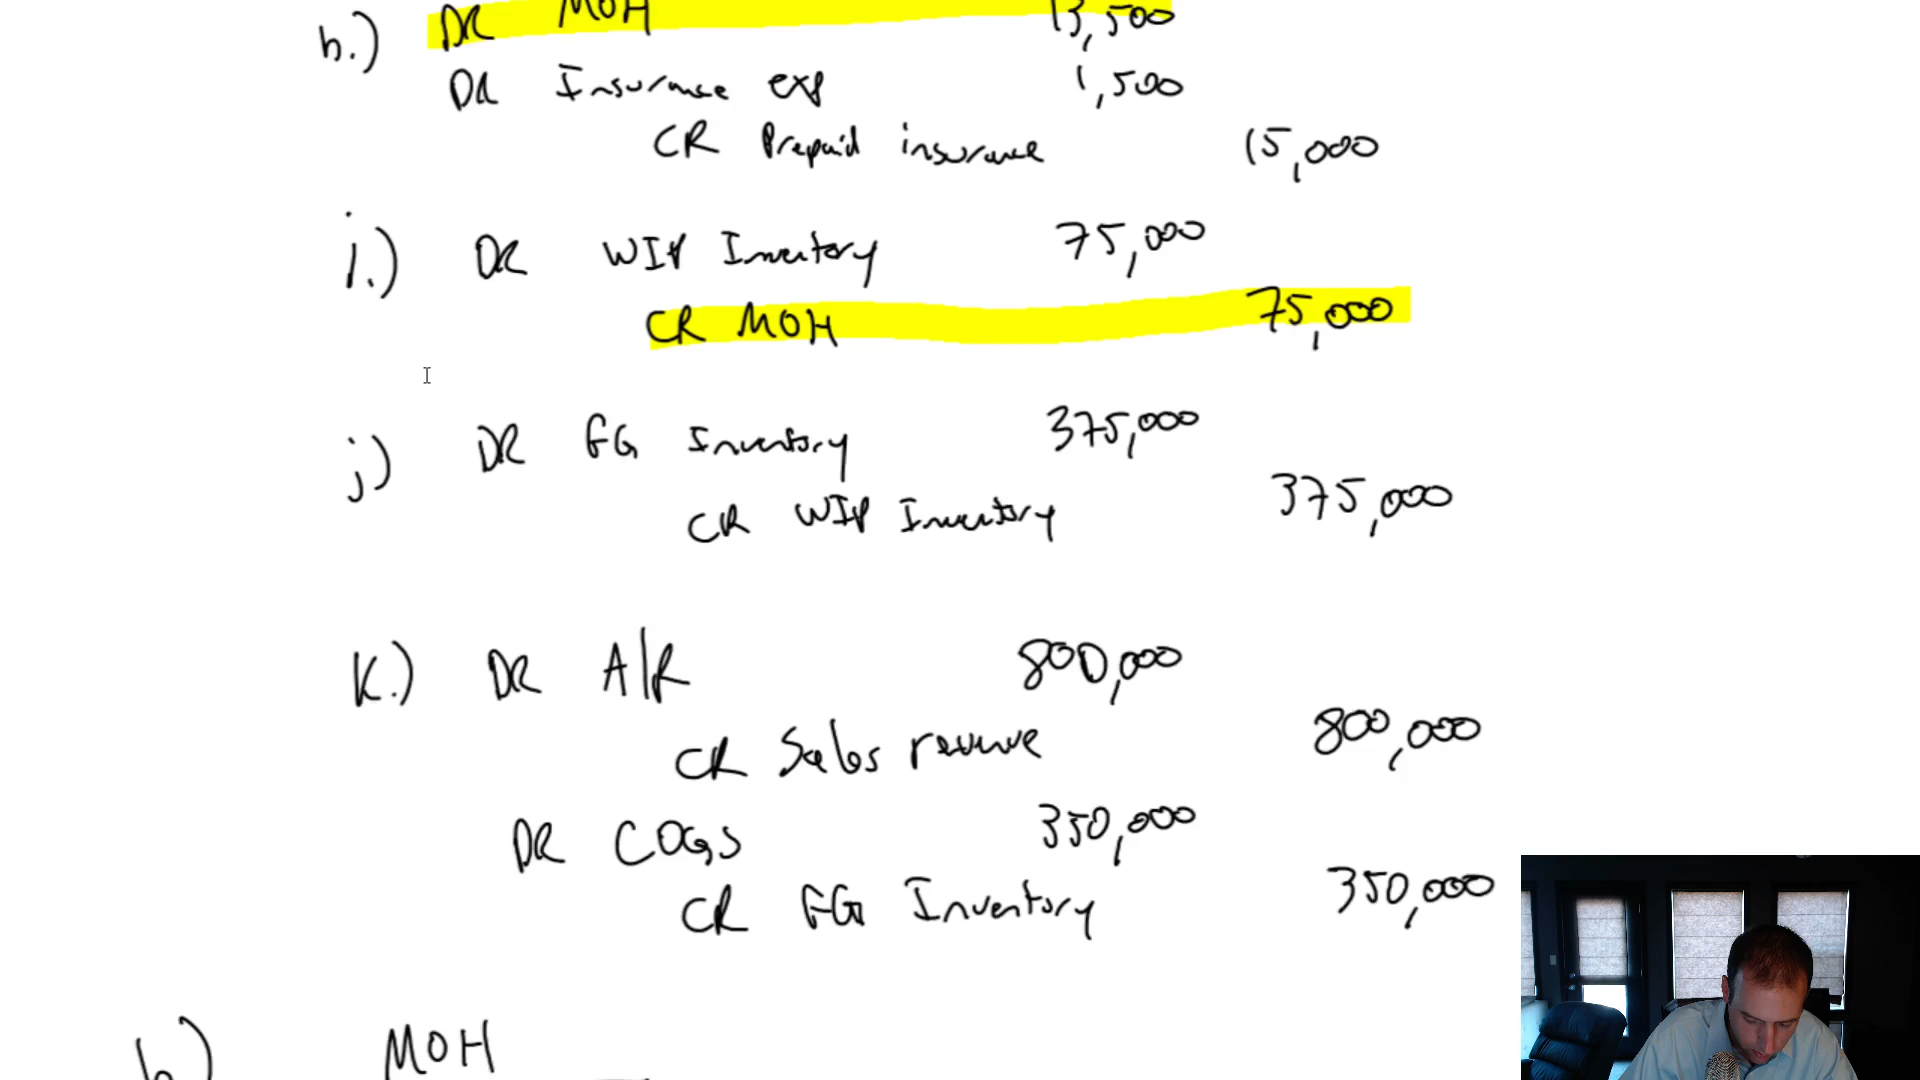 h.) DR MOH 13,500
DR Insurance exp 1,500
CR Prepaid insurance 15,000
i.) DR WIP Inventory 75,000
CR MOH 75,000
j) DR FG Inventory 375,000
CR WIP Inventory 375,000
K.) DR A/R 800,000
CR Sales revenue 800,000
DR COGS 350,000
CR FG Inventory 350,000
b) MOH